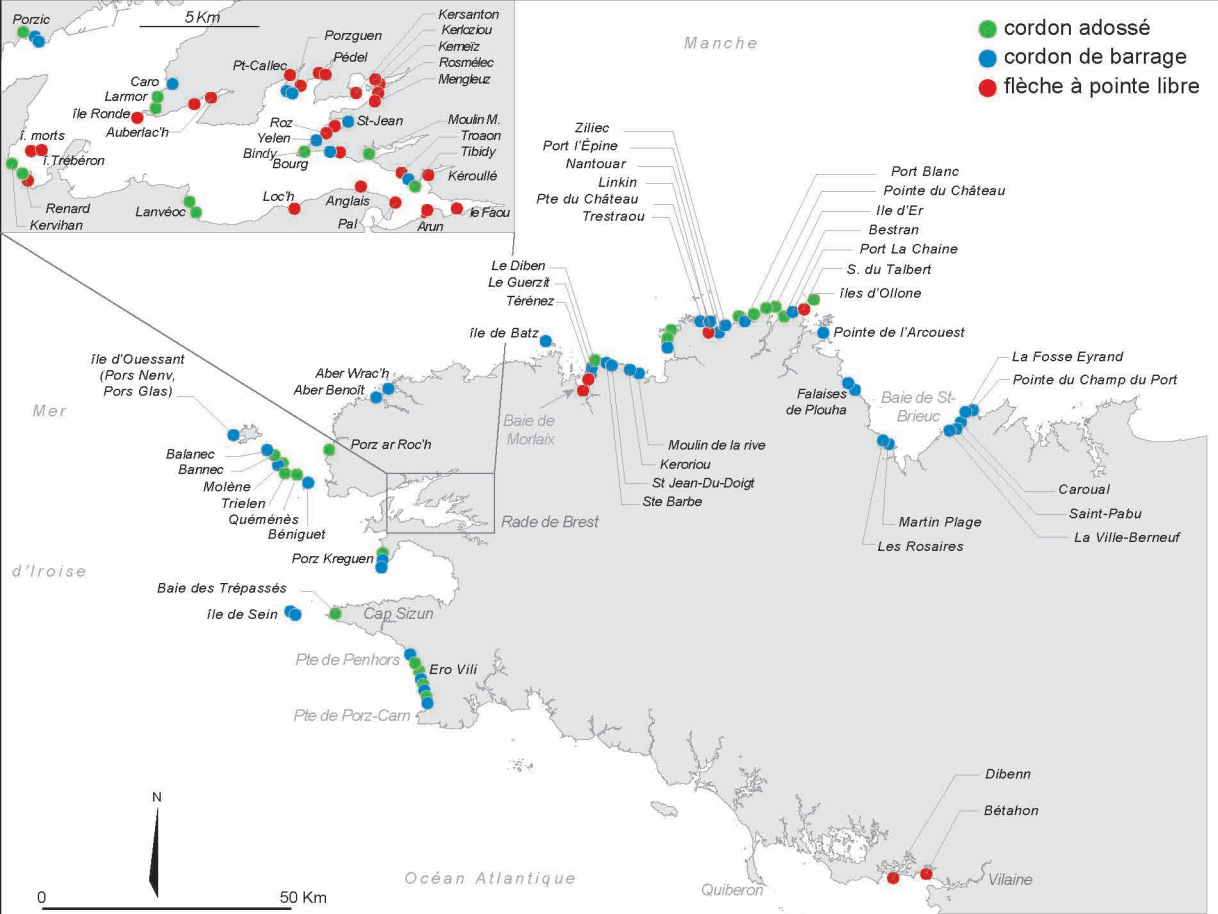 Porzic
5 Km
Kersanton
Kerloziou
Kerneïz
Rosmélec
Mengleuz
Porzguen
Pédel
Pt-Callec
Caro
Larmor
île Ronde
Auberlac'h
Roz
St-Jean
Yelen
Bindy
Bourg
Moulin M.
Troaon
Tibidy
Kéroullé
î. morts
î.Trébéron
Renard
Kervihan
Lanvéoc
Loc'h
Anglais
Pal
Arun
le Faou
Manche
cordon adossé
cordon de barrage
flèche à pointe libre
Ziliec
Port l'Épine
Nantouar
Linkin
Pte du Château
Trestraou
Port Blanc
Pointe du Château
Ile d'Er
Bestran
Port La Chaine
S. du Talbert
îles d'Ollone
Pointe de l'Arcouest
Le Diben
Le Guerzit
Térénez
île de Batz
île d'Ouessant
(Pors Nenv,
Pors Glas)
Aber Wrac'h
Aber Benoît
Mer
Baie de
Morlaix
Falaises
de Plouha
Baie de St-
Brieuc
La Fosse Eyrand
Pointe du Champ du Port
Porz ar Roc'h
Balanec
Bannec
Molène
Trielen
Quéménès
Béniguet
Moulin de la rive
Keroriou
St Jean-Du-Doigt
Ste Barbe
Caroual
Saint-Pabu
La Ville-Berneuf
Martin Plage
Les Rosaires
Rade de Brest
Porz Kreguen
d'Iroise
Baie des Trépassés
île de Sein
Cap Sizun
Pte de Penhors
Ero Vili
Pte de Porz-Carn
Dibenn
Bétahon
N
0
50 Km
Océan Atlantique
Quiberon
Vilaine